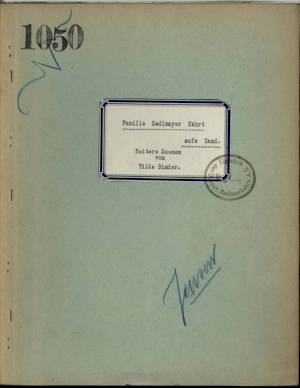 1050
Familie Sedlmayer fährt
aufs Land.
Heitere Szenen
von
Tilde Binder.